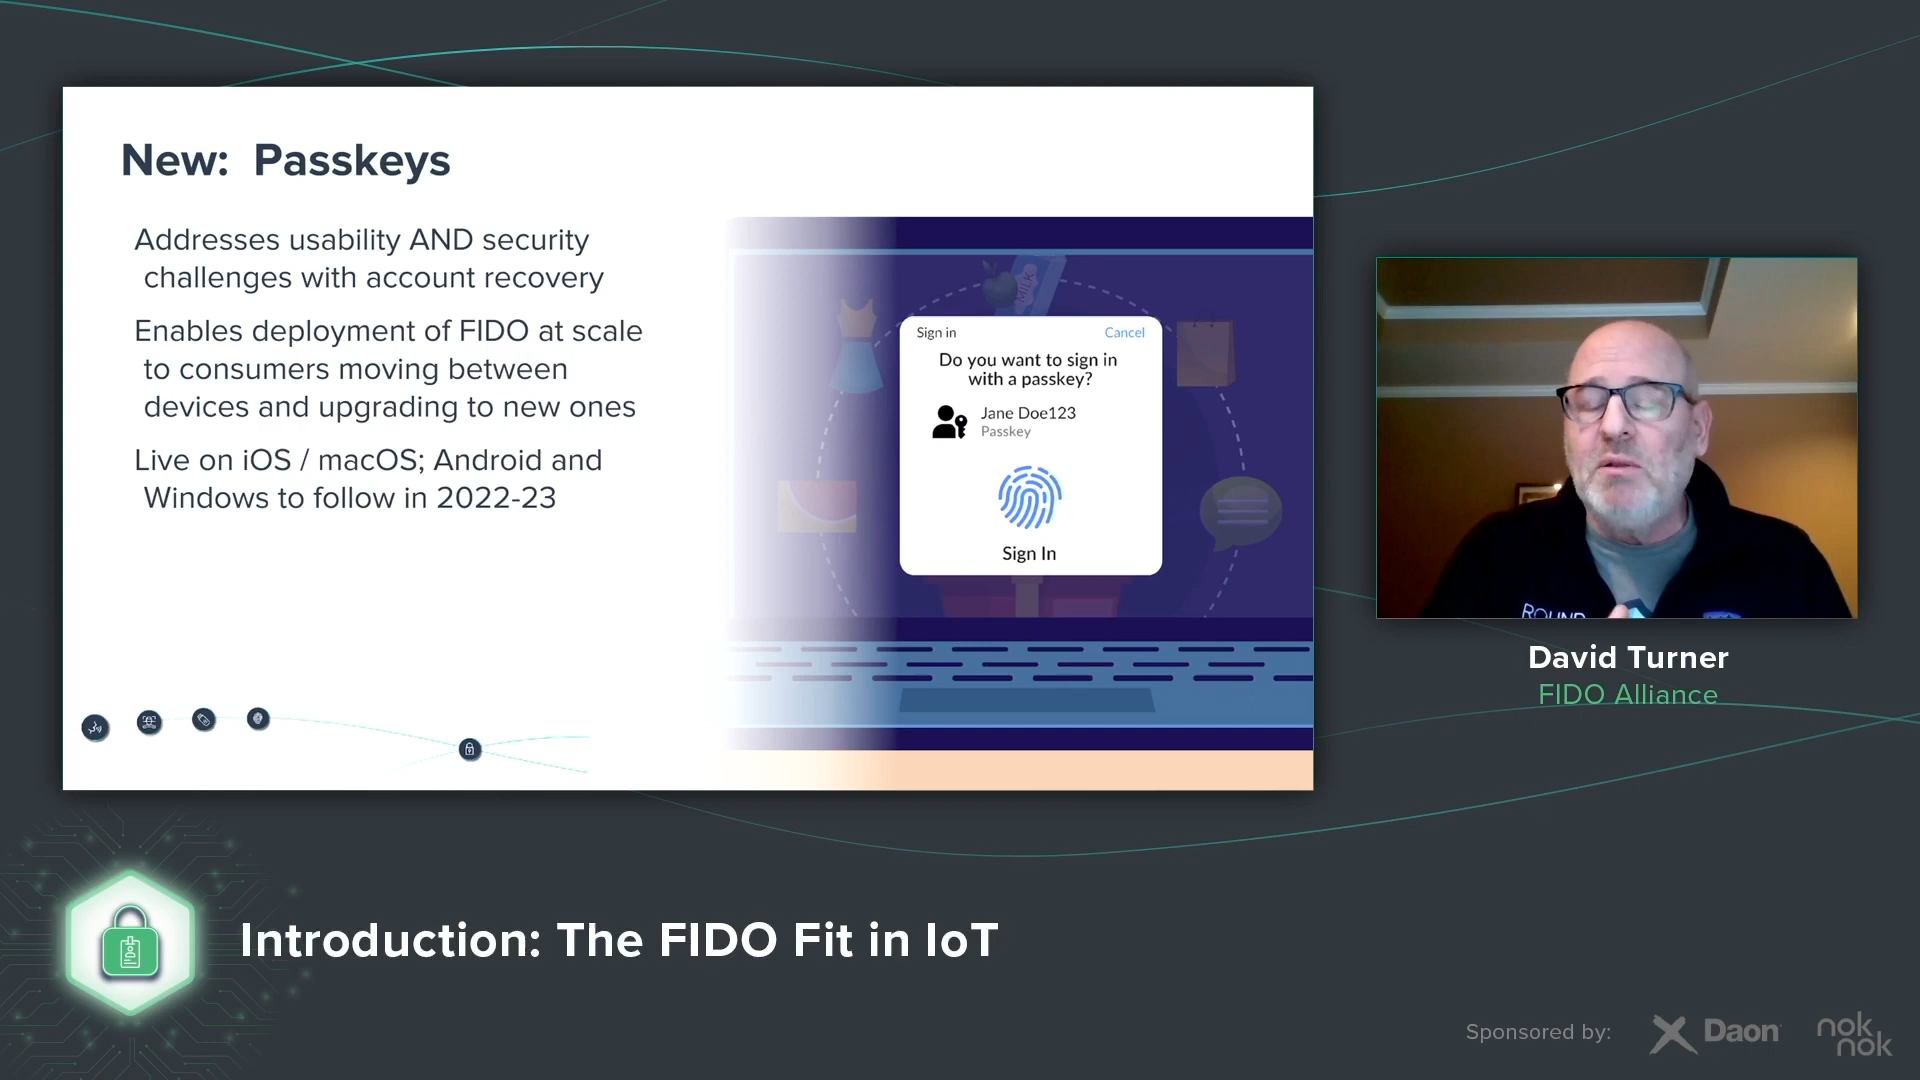 New: Passkeys
Addresses usability AND security
challenges with account recovery
Enables deployment of FIDO at scale
to consumers moving between
devices and upgrading to new ones
Live on iOS / macOS; Android and
Windows to follow in 2022-23
MILK
Sign in
Cancel
Do you want to sign in
with a passkey?
Jane Doe123
Passkey
Sign In
ROUND
David Turner
FIDO Alliance
Introduction: The FIDO Fit in IoT
Sponsored by:
Daon
nok
nok